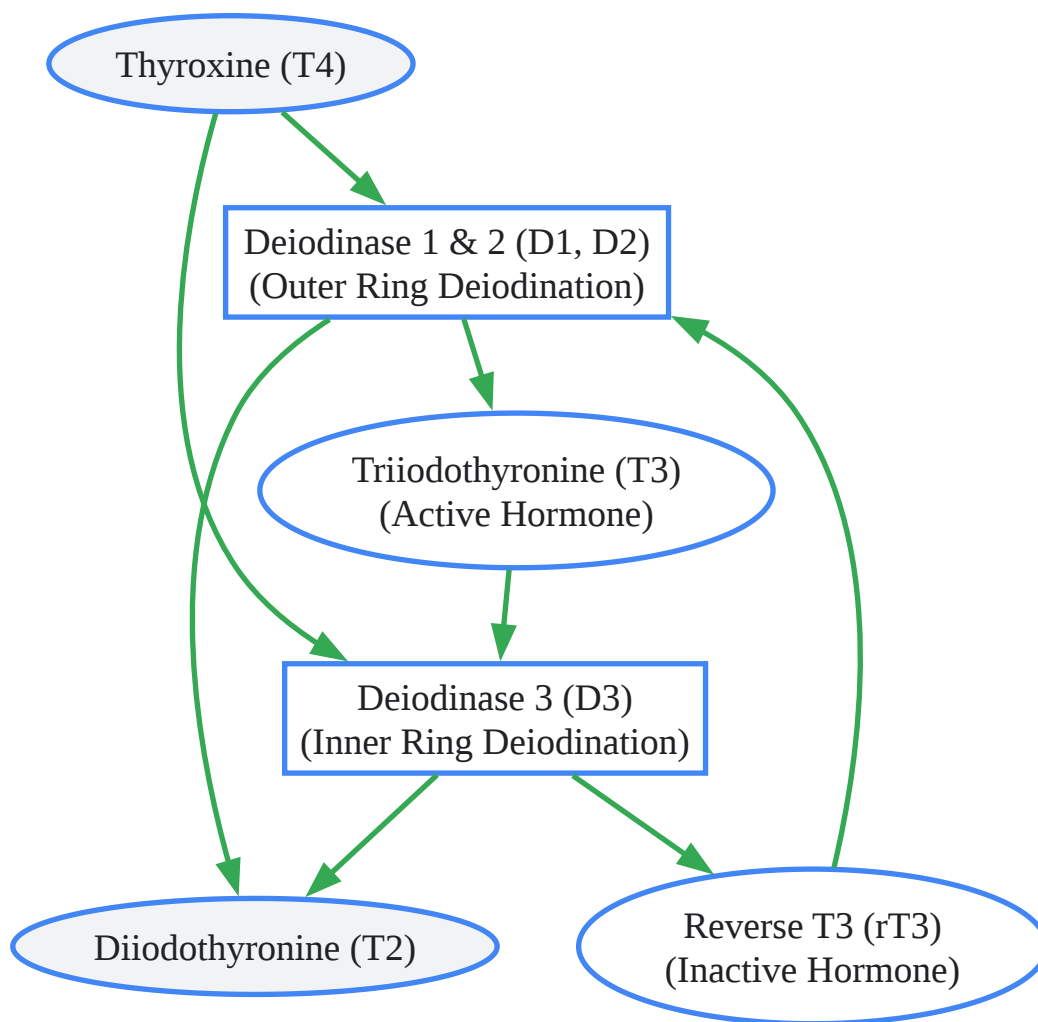 Thyroxine (T4)
Deiodinase 1 & 2 (D1, D2)
(Outer Ring Deiodination)
Triiodothyronine (T3)
(Active Hormone)
Deiodinase 3 (D3)
(Inner Ring Deiodination)
Diiodothyronine (T2)
Reverse T3 (rT3)
(Inactive Hormone)